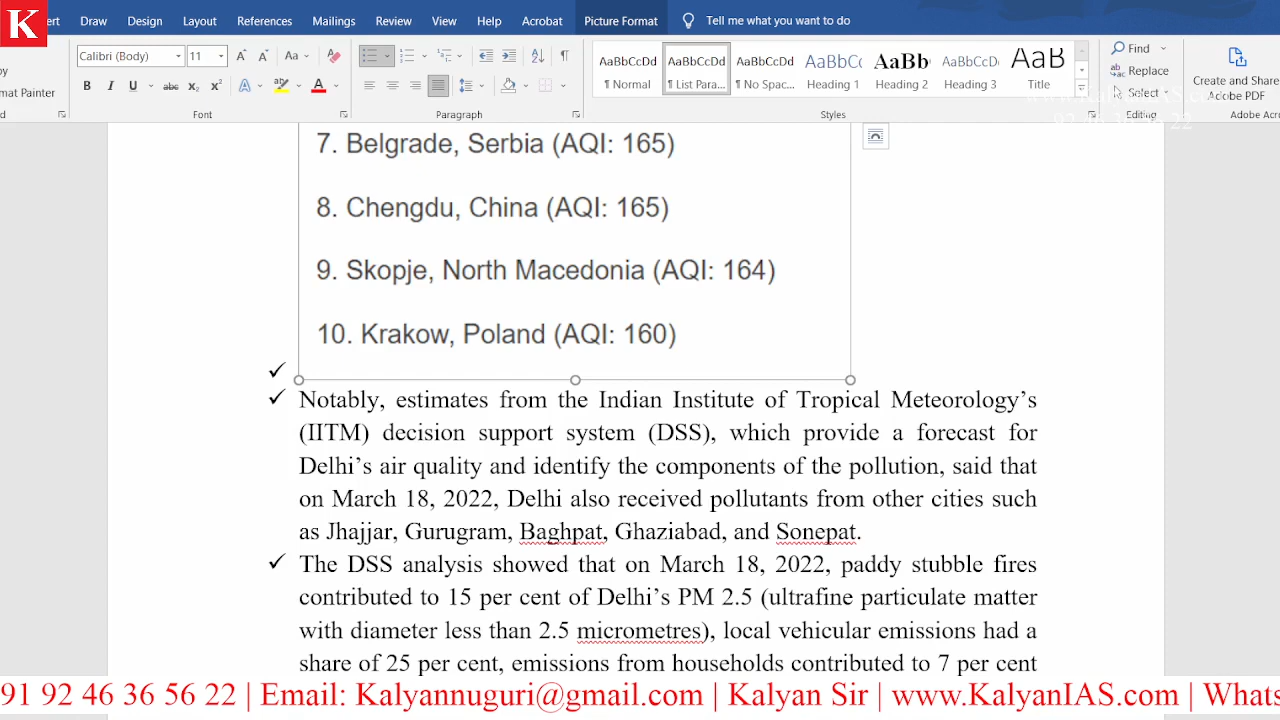 K
ert Draw Design Layout References Mailings Review View Help Acrobat Picture Format Tell me what you want to do
Calibri (Body) 11 A A Aa A AaBbCcDd AaBbCcDd AaBbCcDd AaBbCc AaBb AaBbCcD AaB Find
py ¶ Normal ¶ List Para... ¶ No Spac... Heading 1 Heading 2 Heading 3 Title Replace Create and Share
mat Painter B I U abc x₂ x² A A Select Adobe PDF
Font Paragraph Styles Editing Adobe Acro
www.KalyanIAS.com
7. Belgrade, Serbia (AQI: 165)
8. Chengdu, China (AQI: 165)
9. Skopje, North Macedonia (AQI: 164)
10. Krakow, Poland (AQI: 160)
✓
✓ Notably, estimates from the Indian Institute of Tropical Meteorology’s
(IITM) decision support system (DSS), which provide a forecast for
Delhi’s air quality and identify the components of the pollution, said that
on March 18, 2022, Delhi also received pollutants from other cities such
as Jhajjar, Gurugram, Baghpat, Ghaziabad, and Sonepat.
✓ The DSS analysis showed that on March 18, 2022, paddy stubble fires
contributed to 15 per cent of Delhi’s PM 2.5 (ultrafine particulate matter
with diameter less than 2.5 micrometres), local vehicular emissions had a
share of 25 per cent, emissions from households contributed to 7 per cent
91 92 46 36 56 22 | Email: Kalyannuguri@gmail.com | Kalyan Sir | www.KalyanIAS.com | Whats